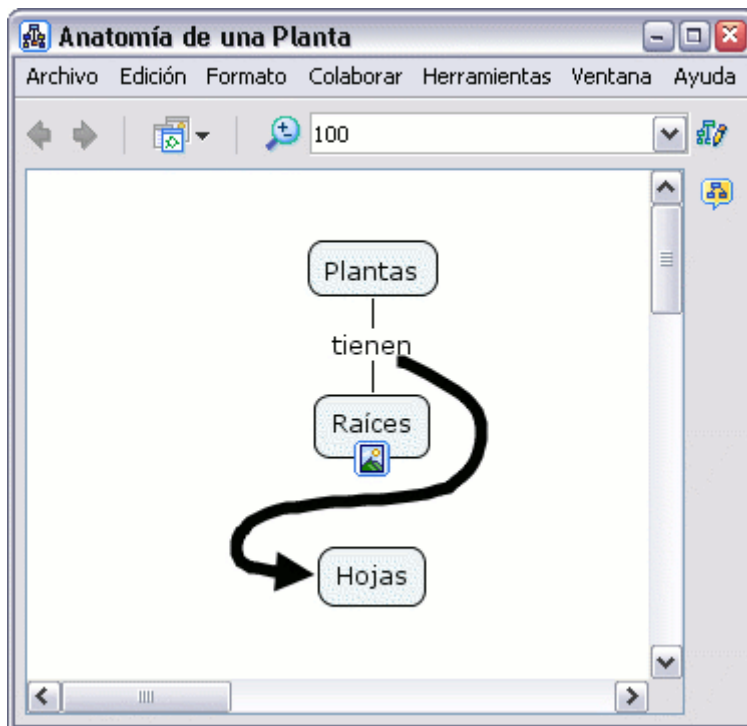 Anatomía de una Planta
Archivo Edición Formato Colaborar Herramientas Ventana Ayuda
100
Plantas
tienen
Raíces
Hojas